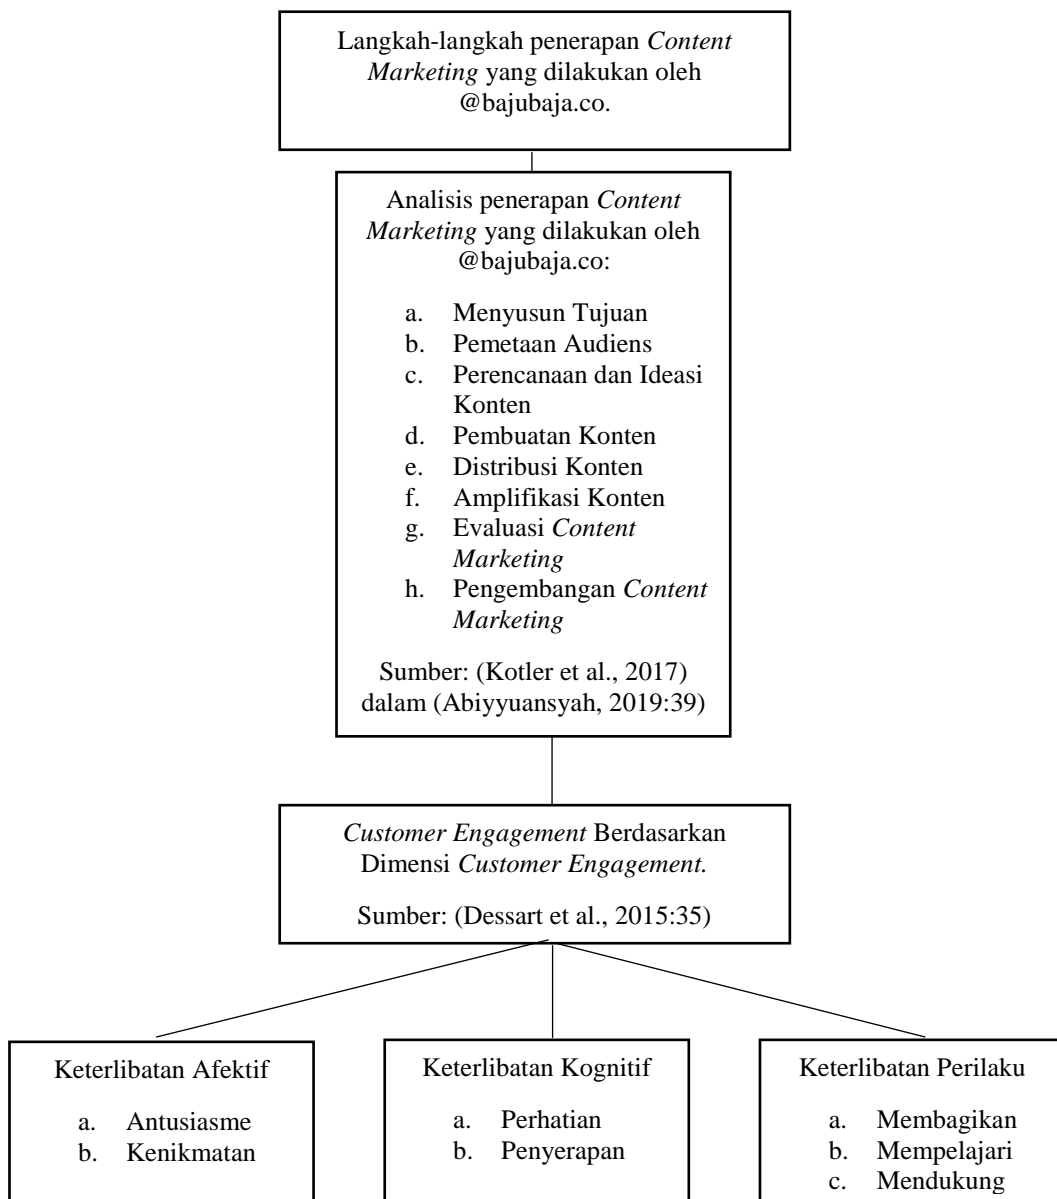 Langkah-langkah penerapan Content
Marketing yang dilakukan oleh
@bajubaja.co.
Analisis penerapan Content
Marketing yang dilakukan oleh
@bajubaja.co:
a. Menyusun Tujuan
b. Pemetaan Audiens
c. Perencanaan dan Ideasi
Konten
d. Pembuatan Konten
e. Distribusi Konten
f. Amplifikasi Konten
g. Evaluasi Content
Marketing
h. Pengembangan Content
Marketing
Sumber: (Kotler et al., 2017)
dalam (Abiyyuansyah, 2019:39)
Customer Engagement Berdasarkan
Dimensi Customer Engagement.
Sumber: (Dessart et al., 2015:35)
Keterlibatan Afektif
a. Antusiasme
b. Kenikmatan
Keterlibatan Kognitif
a. Perhatian
b. Penyerapan
Keterlibatan Perilaku
a. Membagikan
b. Mempelajari
c. Mendukung